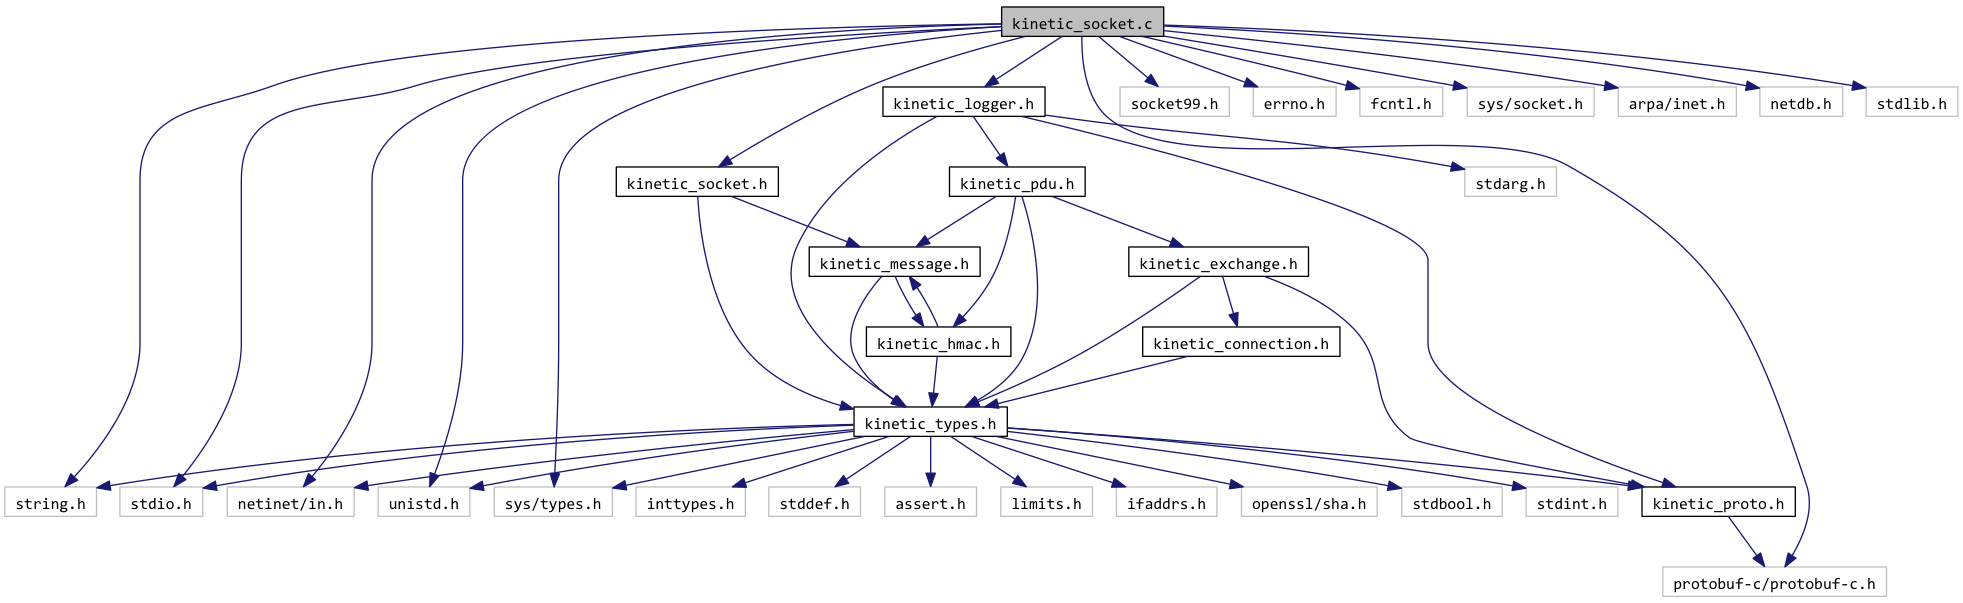 kinetic_socket.c
kinetic_logger.h
socket99.h
errno.h
fcntl.h
sys/socket.h
arpa/inet.h
netdb.h
stdlib.h
kinetic_socket.h
kinetic_pdu.h
stdarg.h
kinetic_message.h
kinetic_exchange.h
kinetic_hmac.h
kinetic_connection.h
kinetic_types.h
string.h
stdio.h
netinet/in.h
unistd.h
sys/types.h
inttypes.h
stddef.h
assert.h
limits.h
ifaddrs.h
openssl/sha.h
stdbool.h
stdint.h
kinetic_proto.h
protobuf-c/protobuf-c.h